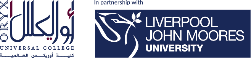 In partnership with
ORYX
أوريكس
UNIVERSAL COLLEGE
LIVERPOOL
JOHN MOORES
UNIVERSITY